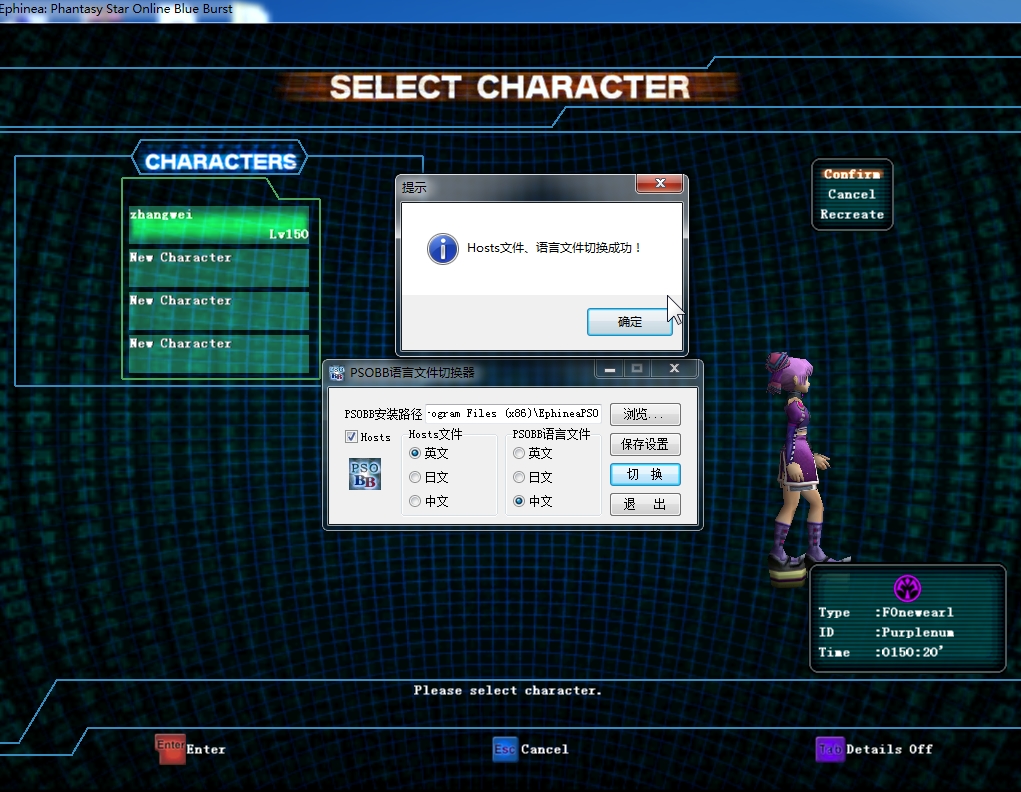 Ephinea: Phantasy Star Online Blue Burst
SELECT CHARACTER
CHARACTERS
zhangwei
Lv150
New Character
New Character
New Character
Confirm
Cancel
Recreate
提示
Hosts文件、语言文件切换成功！
确定
PSOBB语言文件切换器
PSOBB安装路径
ogram Files (x86)\EphineaPSO
浏览...
Hosts
Hosts文件
英文
日文
中文
PSOBB语言文件
英文
日文
中文
保存设置
切 换
退 出
PSO
BB
Type :FOnewearl
ID :Purplenum
Time :0150:20'
Please select character.
Enter
Enter
Esc
Cancel
Tab
Details Off